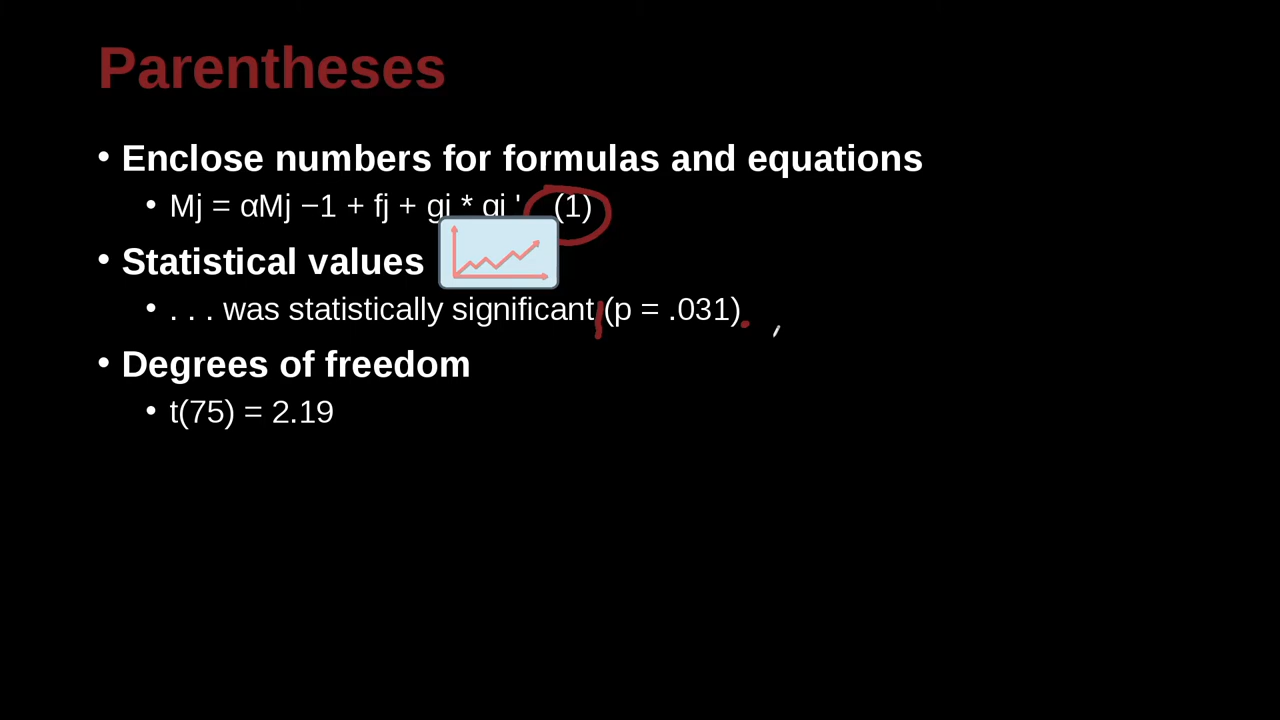 Parentheses
• Enclose numbers for formulas and equations
• Mj = αMj −1 + fj + gj * gj ' (1)
• Statistical values
• . . . was statistically significant (p = .031).
• Degrees of freedom
• t(75) = 2.19